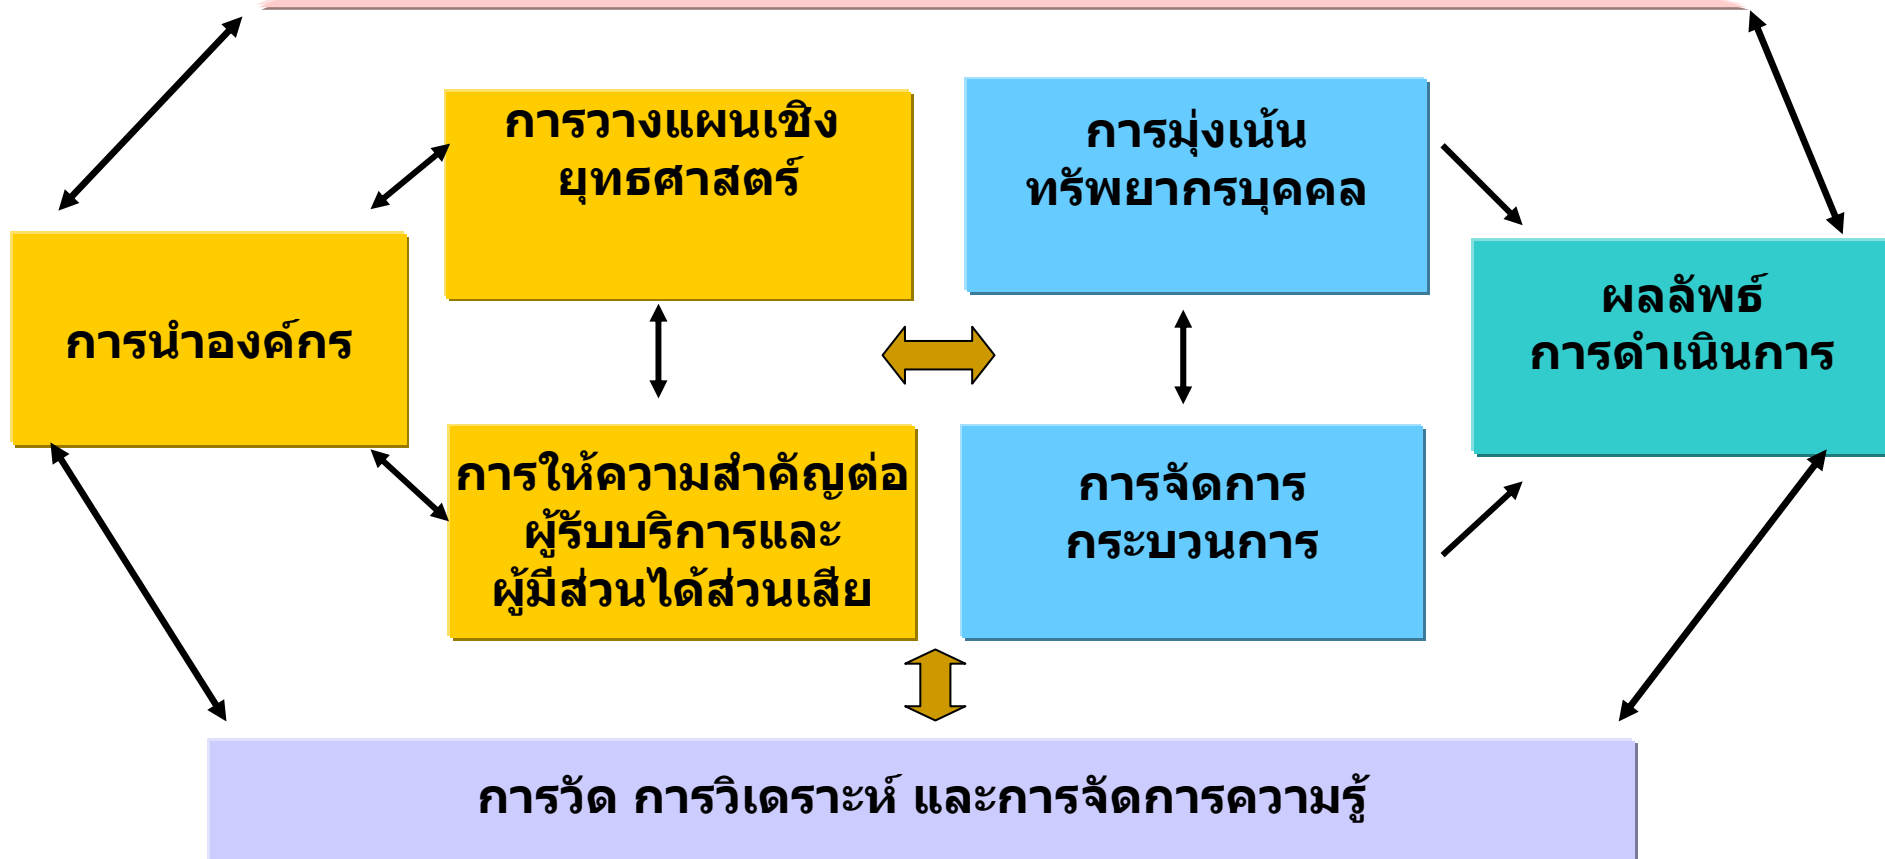 การวางแผนเชิง
ยุทธศาสตร์
การมุ่งเน้น
ทรัพยากรบุคคล
การนำองค์กร
ผลลัพธ์
การดำเนินการ
การให้ความสำคัญต่อ
ผู้รับบริการและ
ผู้มีส่วนได้ส่วนเสีย
การจัดการ
กระบวนการ
การวัด การวิเดราะห์ และการจัดการความรู้